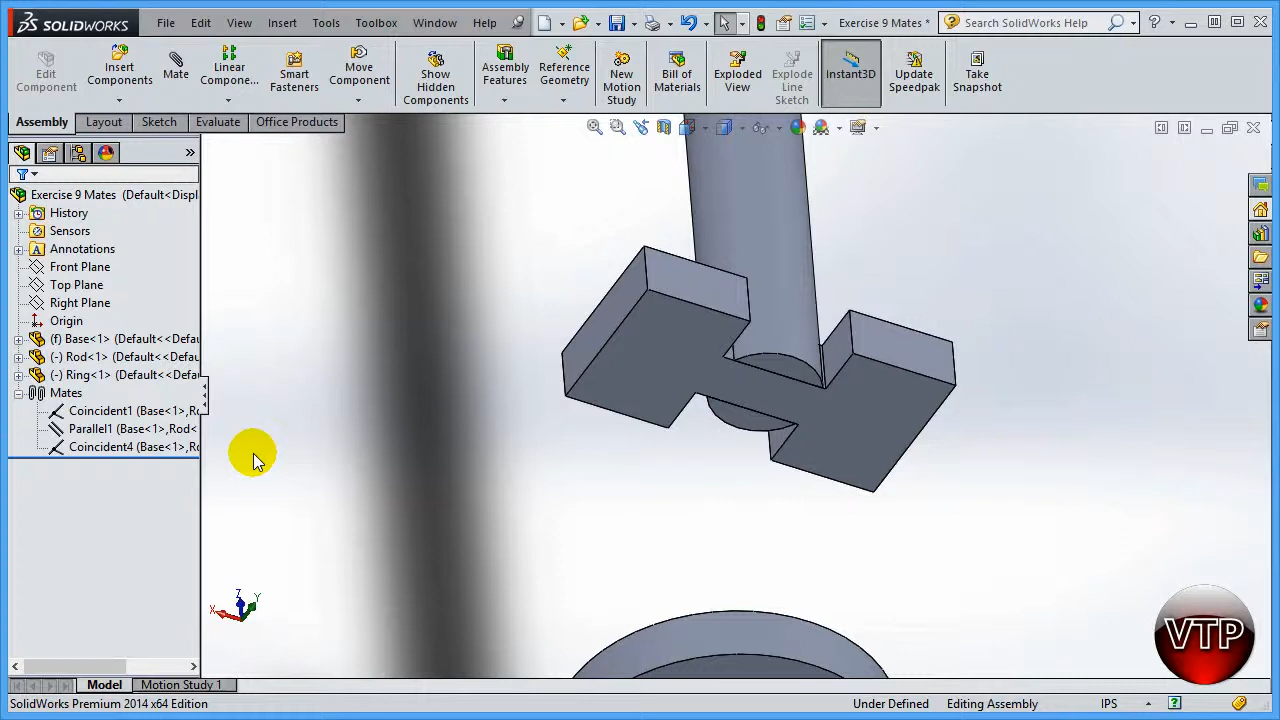 SOLIDWORKS File Edit View Insert Tools Toolbox Window Help Exercise 9 Mates * Search SolidWorks Help
Edit Component
Insert Components
Mate
Linear Compone...
Smart Fasteners
Move Component
Show Hidden Components
Assembly Features
Reference Geometry
New Motion Study
Bill of Materials
Exploded View
Explode Line Sketch
Instant3D
Update Speedpak
Take Snapshot
Assembly Layout Sketch Evaluate Office Products
Exercise 9 Mates (Default<Displ
History
Sensors
A Annotations
Front Plane
Top Plane
Right Plane
Origin
(f) Base<1> (Default<<Def
(-) Rod<1> (Default<<Defa
(-) Ring<1> (Default<<Defa
Mates
Coincident1 (Base<1>,Ro
Parallel1 (Base<1>,Rod<
Coincident4 (Base<1>,Ro
Z
X
Y
VTP
Model Motion Study 1
SolidWorks Premium 2014 x64 Edition Under Defined Editing Assembly IPS